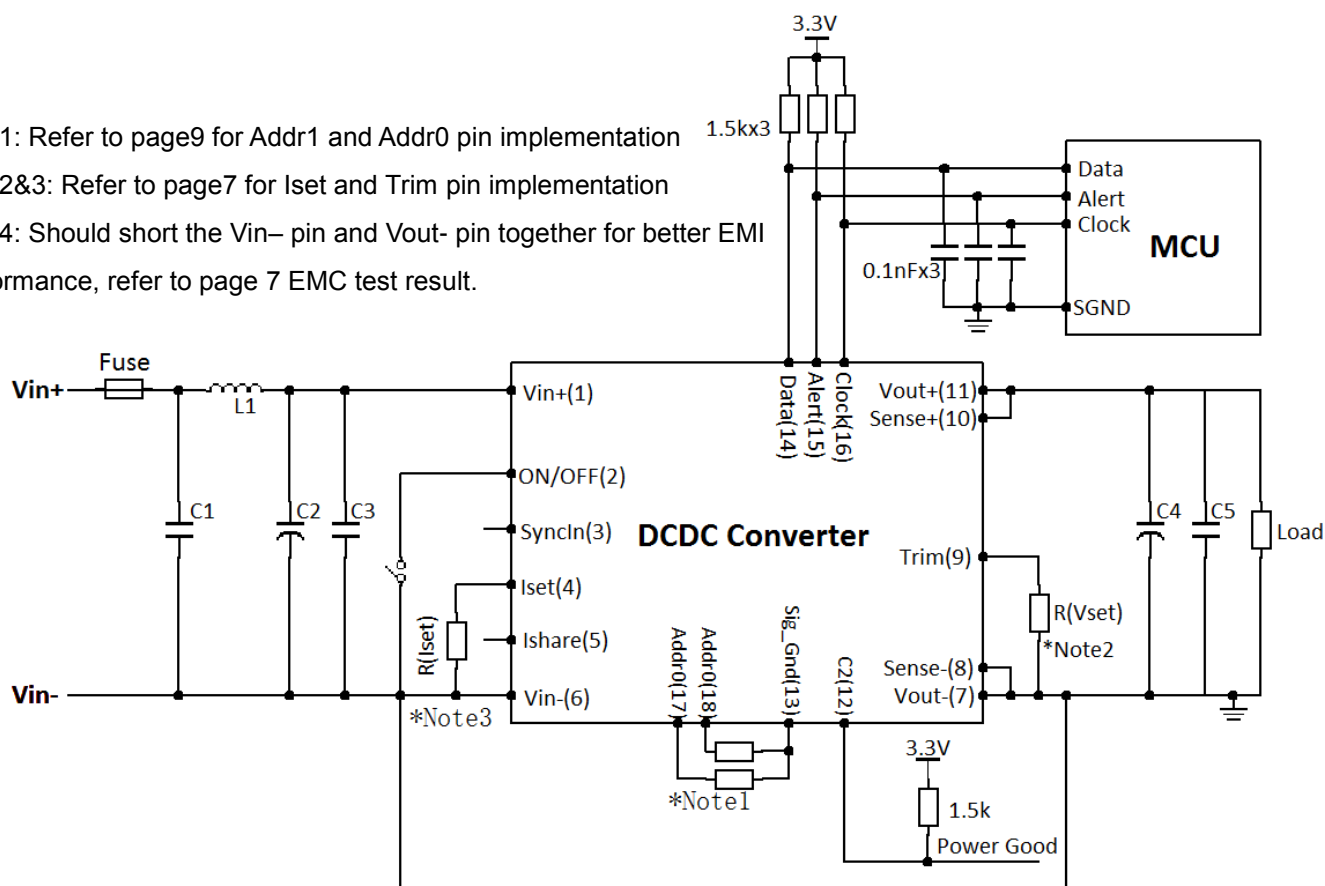 3.3V
1: Refer to page9 for Addr1 and Addr0 pin implementation
1.5kx3
2&3: Refer to page7 for Iset and Trim pin implementation
4: Should short the Vin– pin and Vout- pin together for better EMI
ormance, refer to page 7 EMC test result.
Data
Alert
Clock
MCU
0.1nFx3
SGND
Fuse
Vin+
L1
Vin+(1)
Data(14)
Alert(15)
Clock(16)
Vout+(11)
Sense+(10)
ON/OFF(2)
C1
C2
C3
SyncIn(3)
DCDC Converter
C4
C5
Load
Trim(9)
Iset(4)
R(Iset)
R(Vset)
*Note2
Ishare(5)
Addr0(17)
Addr0(18)
Sig_Gnd(13)
C2(12)
Sense-(8)
Vin-
Vin-(6)
Vout-(7)
*Note3
3.3V
*Note1
1.5k
Power Good